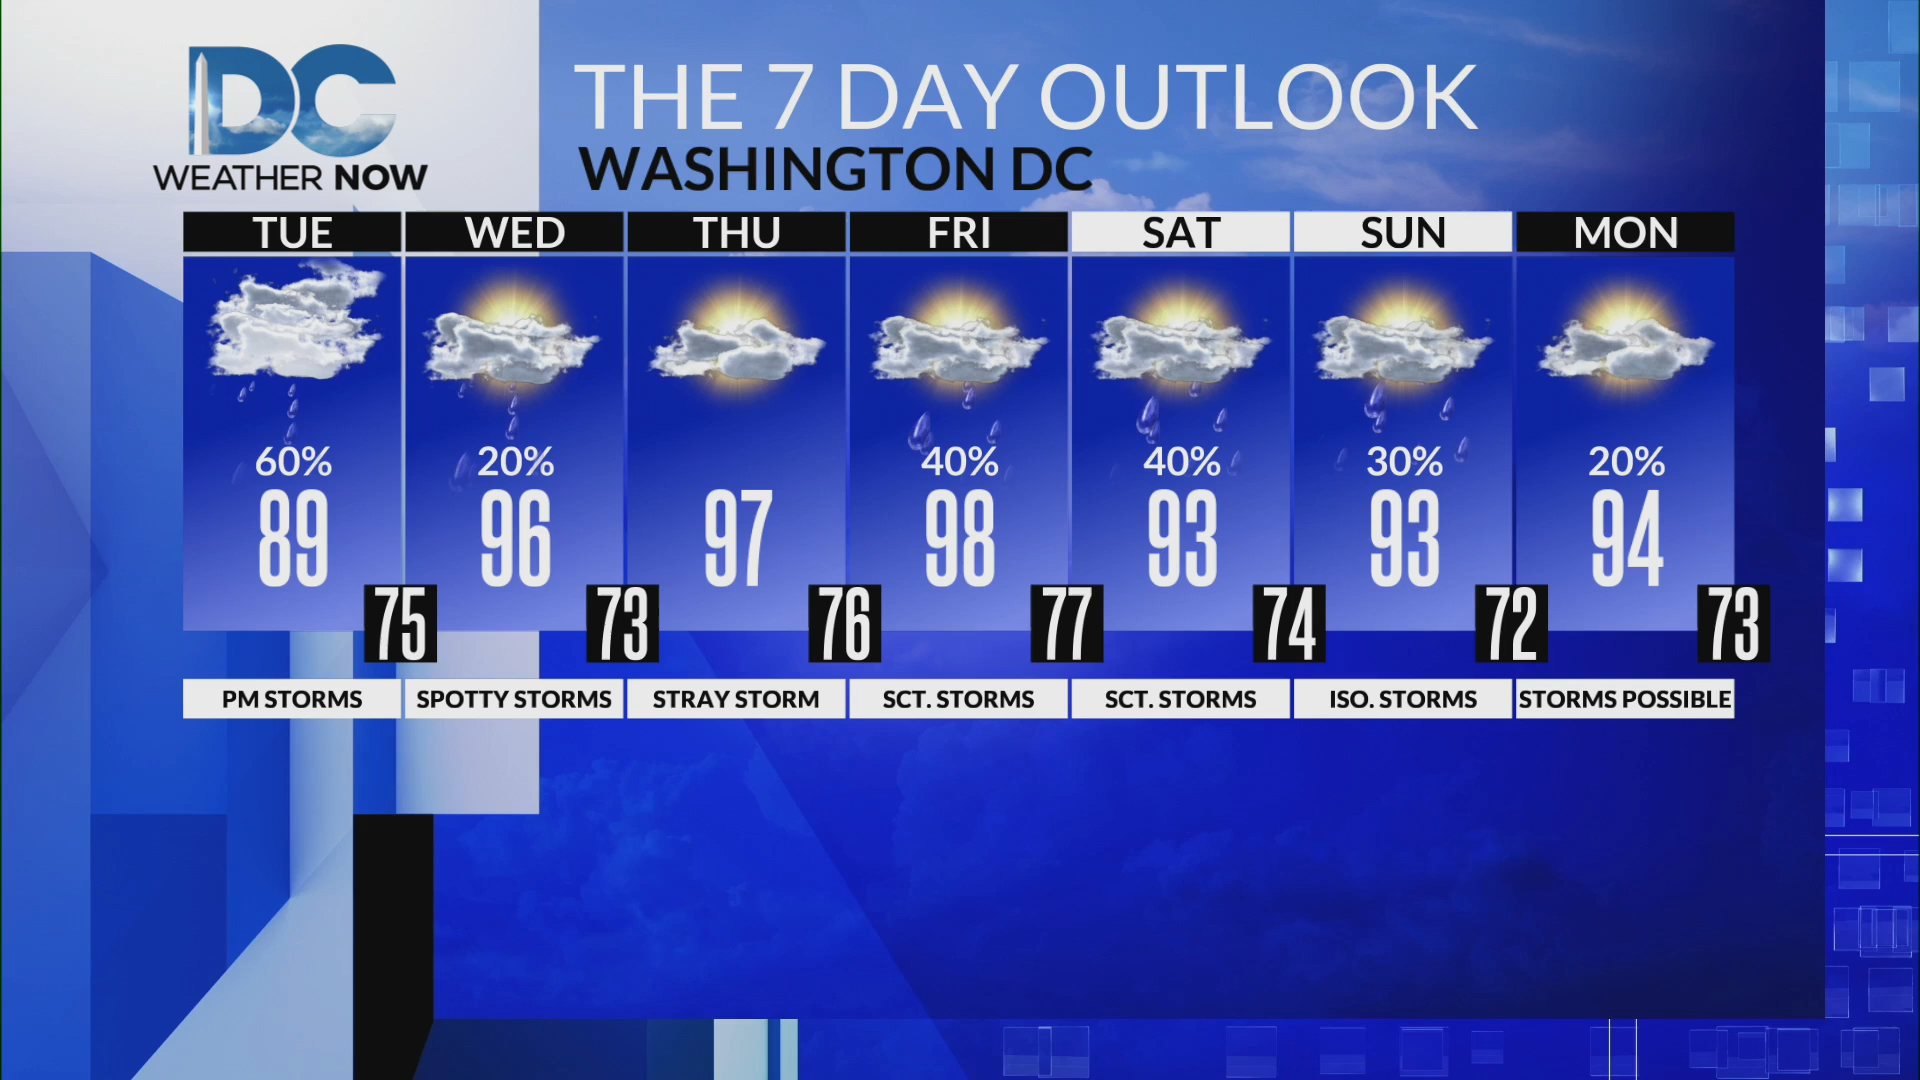 DC
WEATHER NOW
THE 7 DAY OUTLOOK
WASHINGTON DC
TUE WED THU FRI SAT SUN MON
60% 20% 40% 40% 30% 20%
89 96 97 98 93 93 94
75 73 76 77 74 72 73
PM STORMS SPOTTY STORMS STRAY STORM SCT. STORMS SCT. STORMS ISO. STORMS STORMS POSSIBLE